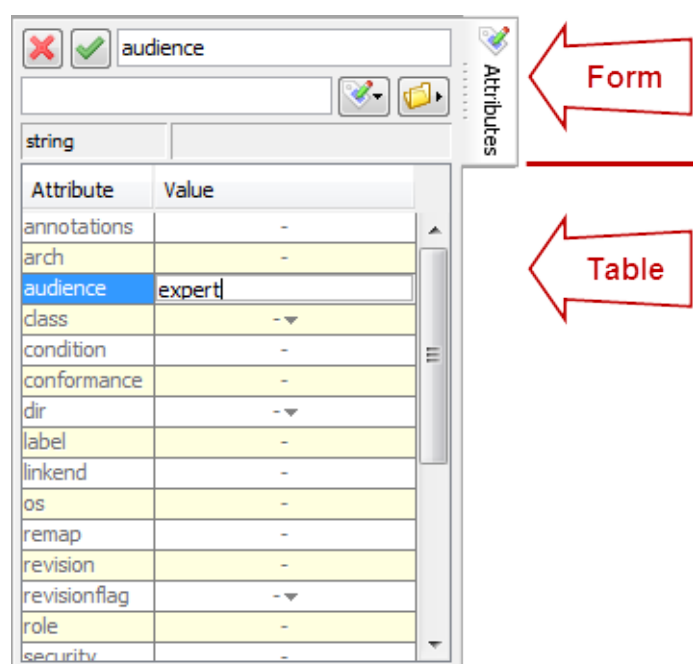 audience
Attributes
Form
string
Attribute Value
annotations -
arch -
audience expert
class -
condition -
conformance -
dir -
label -
linkend -
os -
remap -
revision -
revisionflag -
role -
security -
Table